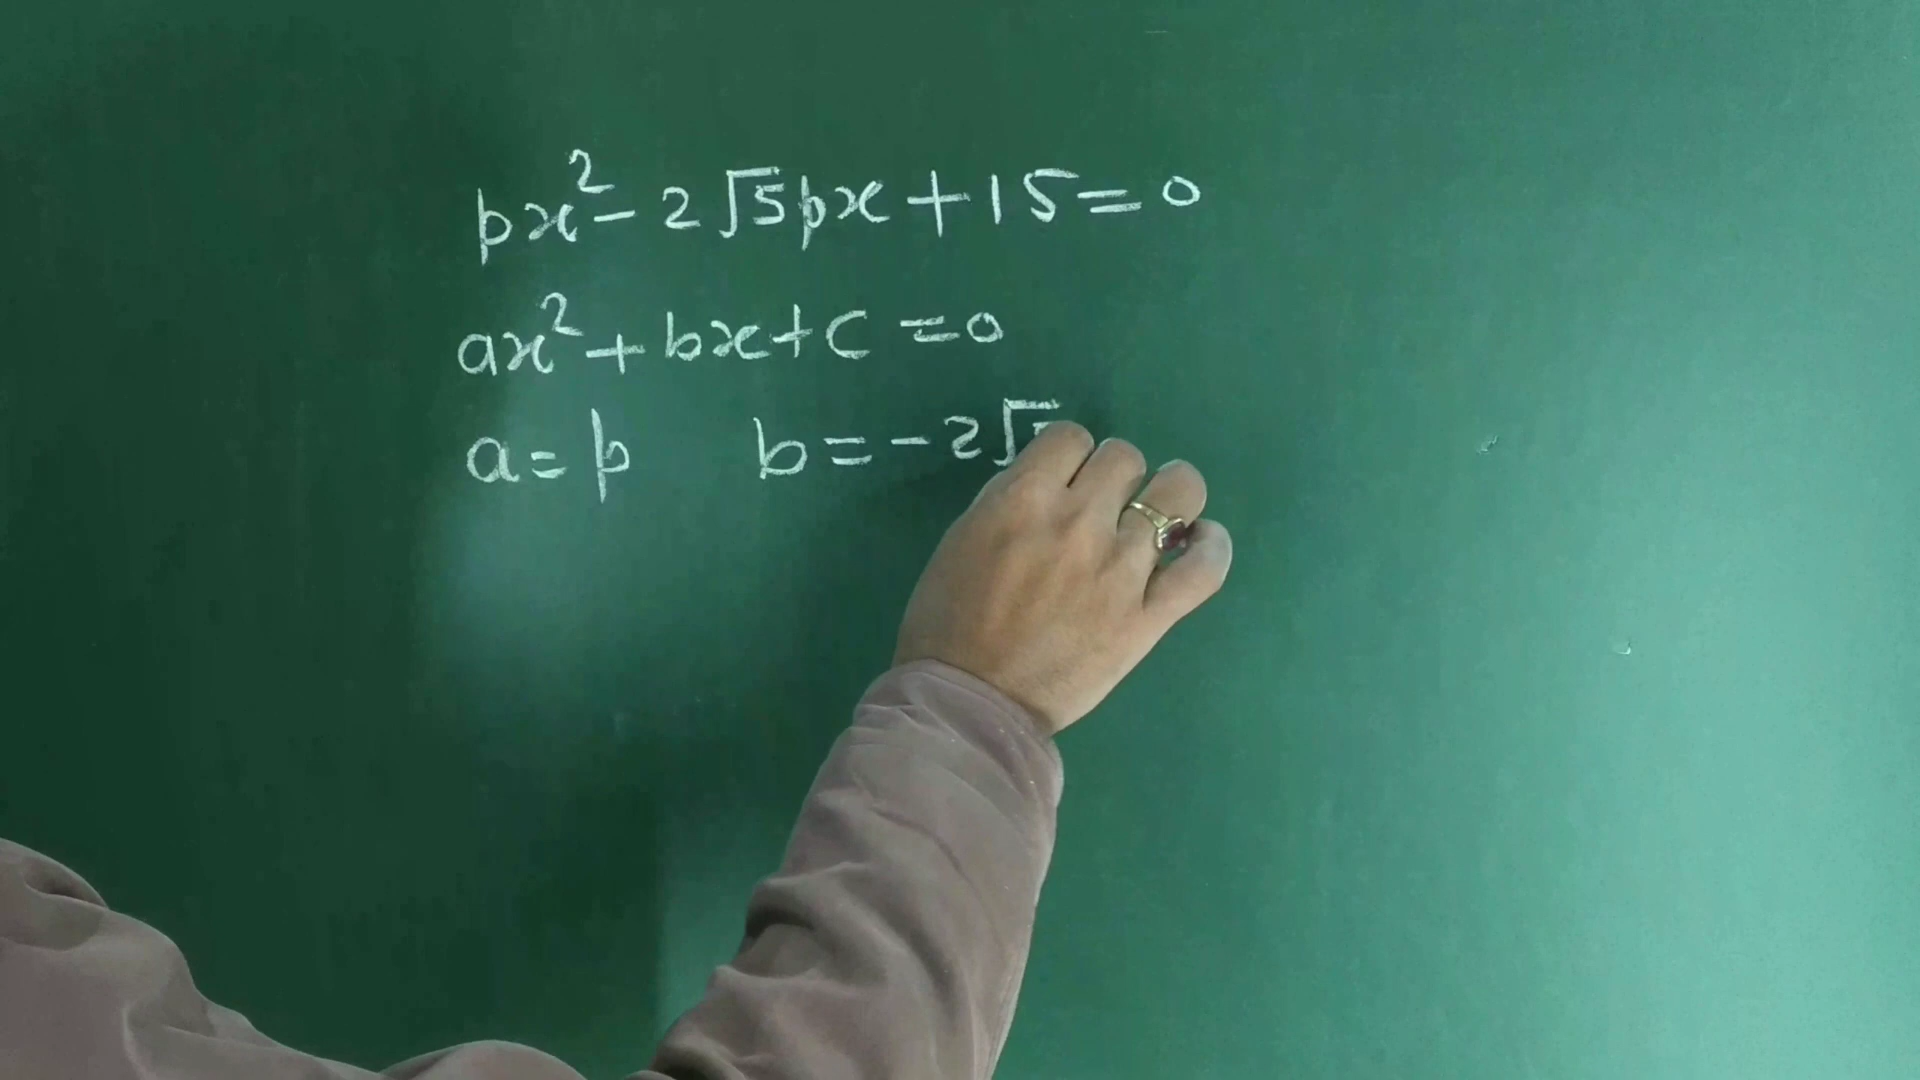 px² - 2√5px + 15 = 0
ax² + bx + c = 0
a = p b = -2√